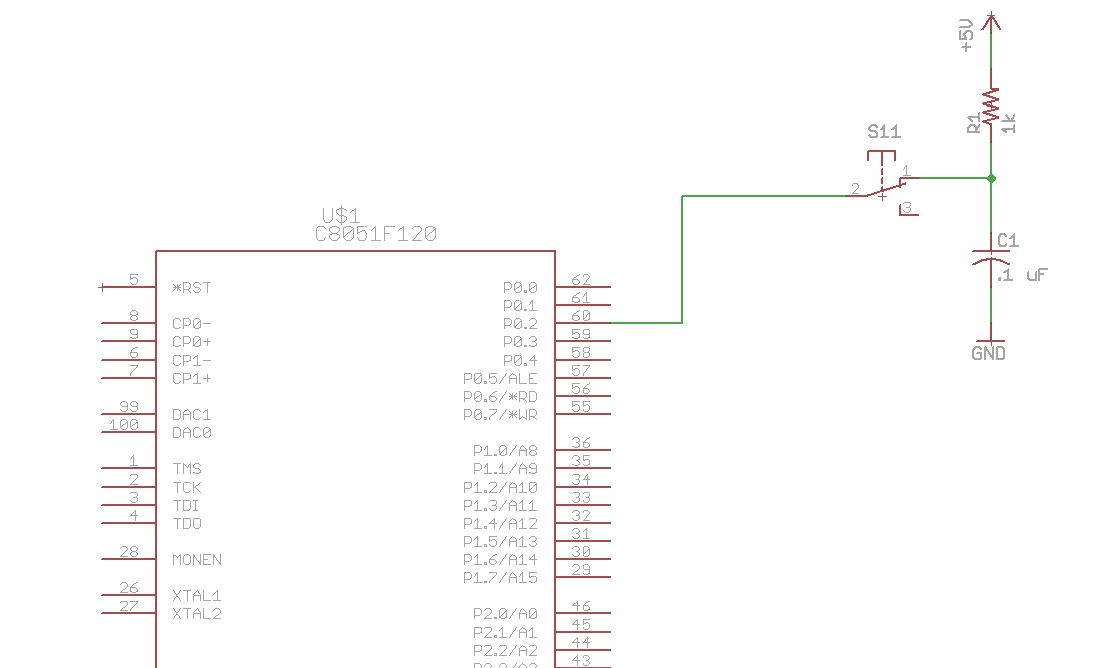 +5V
R1
1k
S11
1
2
3
U$1
C8051F120
C1
.1 uF
GND
5 *RST P0.0 62
P0.1 61
8 CP0- P0.2 60
9 CP0+ P0.3 59
6 CP1- P0.4 58
7 CP1+ P0.5/ALE 57
P0.6/*RD 56
99 DAC1 P0.7/*WR 55
100 DAC0
P1.0/A8 36
1 TMS P1.1/A9 35
2 TCK P1.2/A10 34
3 TDI P1.3/A11 33
4 TDO P1.4/A12 32
P1.5/A13 31
28 MONEN P1.6/A14 30
P1.7/A15 29
26 XTAL1
27 XTAL2 P2.0/A0 46
P2.1/A1 45
P2.2/A2 44
43